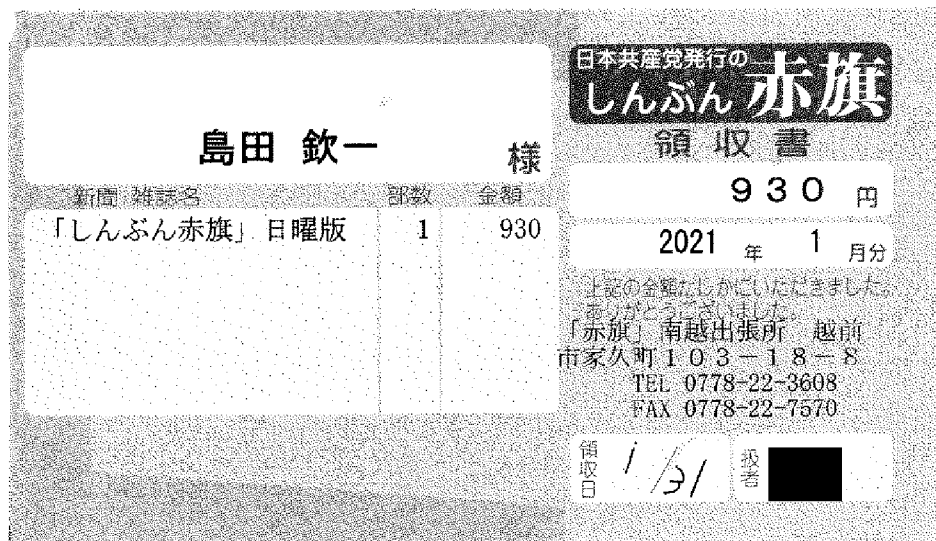 島田 欽一 様
新聞 雑誌名 部数 金額
「しんぶん赤旗」日曜版 1 930
日本共産党発行の
しんぶん赤旗
領収書
930 円
2021 年 1 月分
上記の金額たしかにいただきました。
ありがとうございました。
「赤旗」南越出張所 越前
市家久町103-18-8
TEL 0778-22-3608
FAX 0778-22-7570
領収日 1/31 扱者